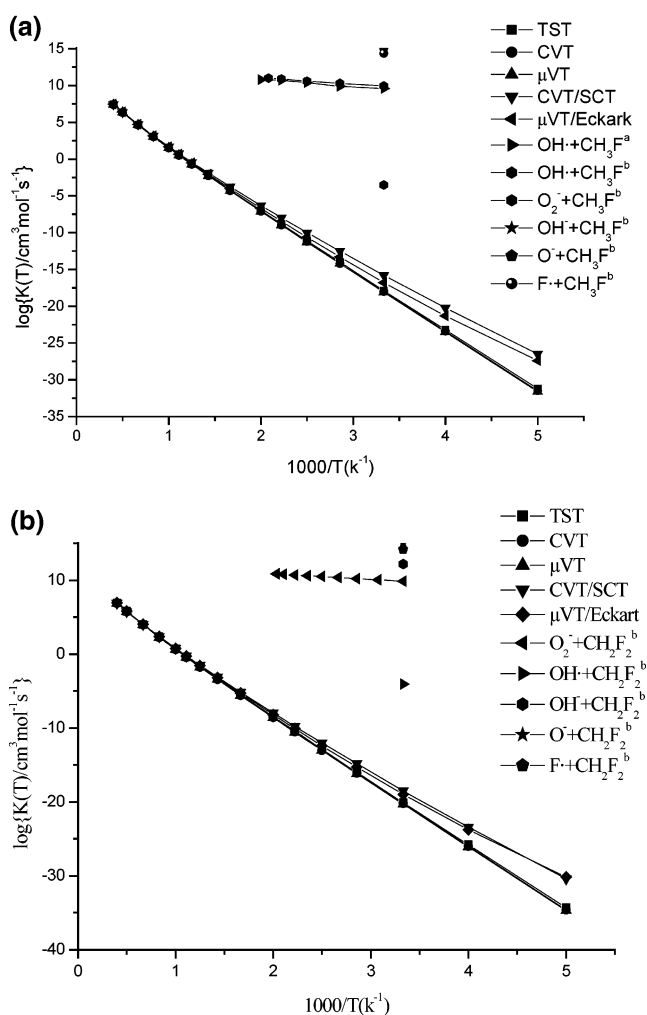 (a)
15
10
5
0
-5
-10
-15
-20
-25
-30
-35
log{K(T)/cm³mol⁻¹s⁻¹}
0 1 2 3 4 5
1000/T(k⁻¹)
TST
CVT
μVT
CVT/SCT
μVT/Eckark
OH·+CH₃Fᵃ
OH·+CH₃Fᵇ
O₂⁻+CH₃Fᵇ
OH⁻+CH₃Fᵇ
O⁻+CH₃Fᵇ
F·+CH₃Fᵇ
(b)
10
0
-10
-20
-30
-40
log{K(T)/cm³mol⁻¹s⁻¹}
0 1 2 3 4 5
1000/T(k⁻¹)
TST
CVT
μVT
CVT/SCT
μVT/Eckart
O₂⁻+CH₂F₂ᵇ
OH·+CH₂F₂ᵇ
OH⁻+CH₂F₂ᵇ
O⁻+CH₂F₂ᵇ
F·+CH₂F₂ᵇ